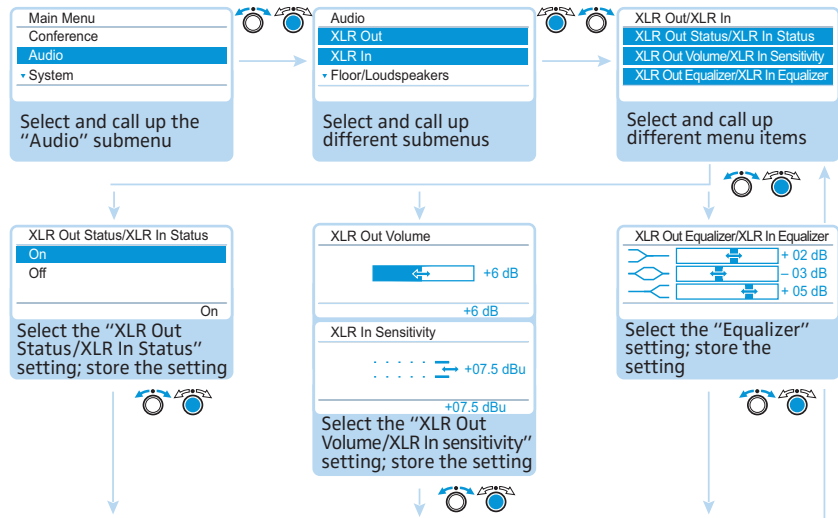 Main Menu
Conference
Audio
System
Select and call up the
"Audio" submenu
Audio
XLR Out
XLR In
Floor/Loudspeakers
Select and call up
different submenus
XLR Out/XLR In
XLR Out Status/XLR In Status
XLR Out Volume/XLR In Sensitivity
XLR Out Equalizer/XLR In Equalizer
Select and call up
different menu items
XLR Out Status/XLR In Status
On
Off
On
Select the "XLR Out
Status/XLR In Status"
setting; store the setting
XLR Out Volume
+6 dB
+6 dB
XLR In Sensitivity
+07.5 dBu
+07.5 dBu
Select the "XLR Out
Volume/XLR In sensitivity"
setting; store the setting
XLR Out Equalizer/XLR In Equalizer
+ 02 dB
– 03 dB
+ 05 dB
Select the "Equalizer"
setting; store the
setting